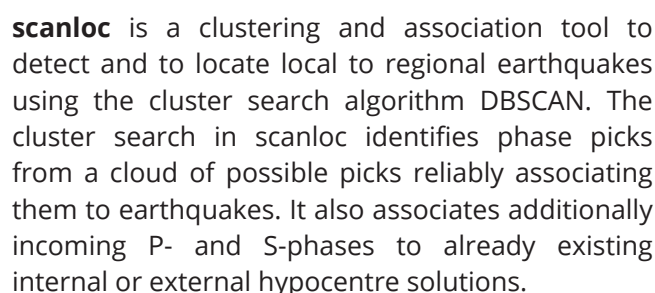 scanloc is a clustering and association tool to
detect and to locate local to regional earthquakes
using the cluster search algorithm DBSCAN. The
cluster search in scanloc identifies phase picks
from a cloud of possible picks reliably associating
them to earthquakes. It also associates additionally
incoming P- and S-phases to already existing
internal or external hypocentre solutions.